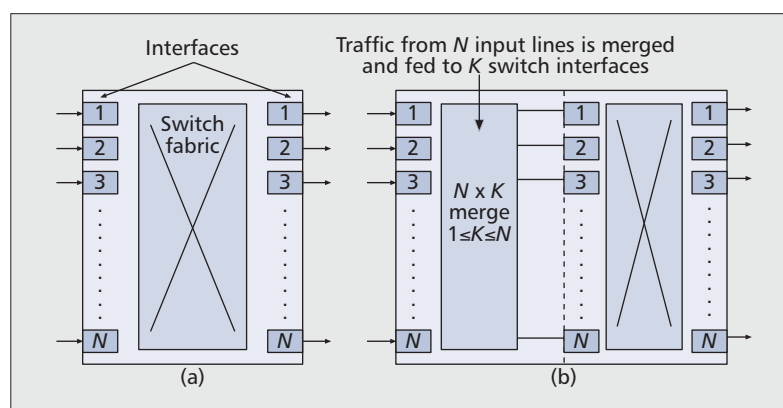 Interfaces
1
2
3
N
Switch
fabric
1
2
3
N
(a)
Traffic from N input lines is merged
and fed to K switch interfaces
1
2
3
N
N x K
merge
1≤K≤N
1
2
3
N
1
2
3
N
(b)